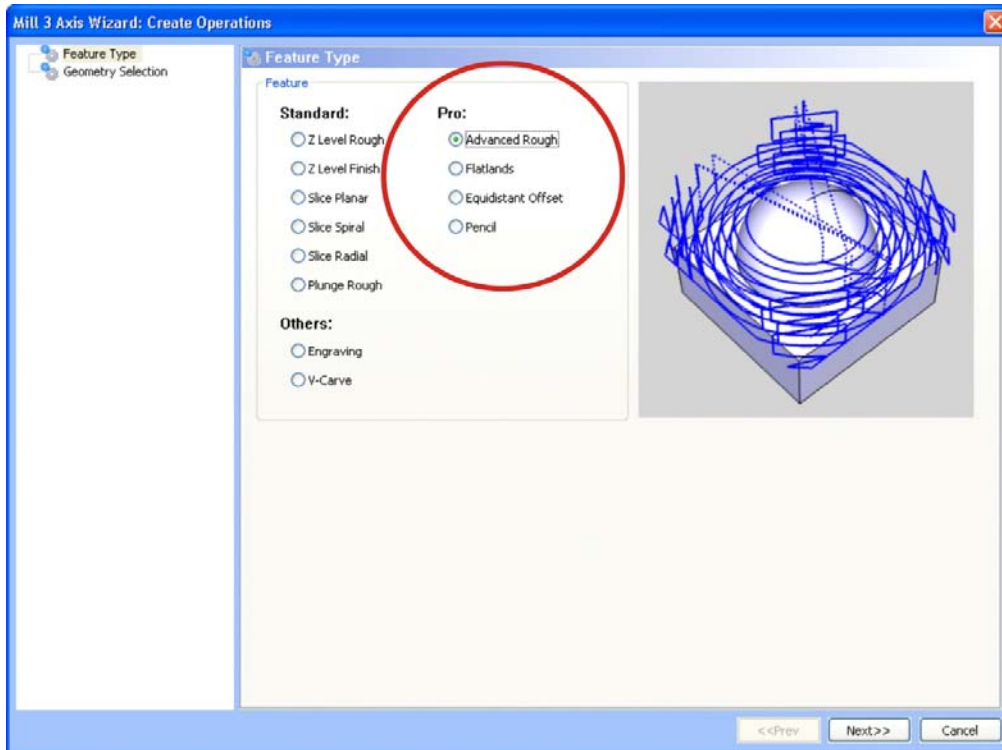 Mill 3 Axis Wizard: Create Operations
Feature Type
Geometry Selection
Feature Type
Feature
Standard:
Z Level Rough
Z Level Finish
Slice Planar
Slice Spiral
Slice Radial
Plunge Rough
Pro:
Advanced Rough
Flatlands
Equidistant Offset
Pencil
Others:
Engraving
V-Carve
<<Prev
Next>>
Cancel